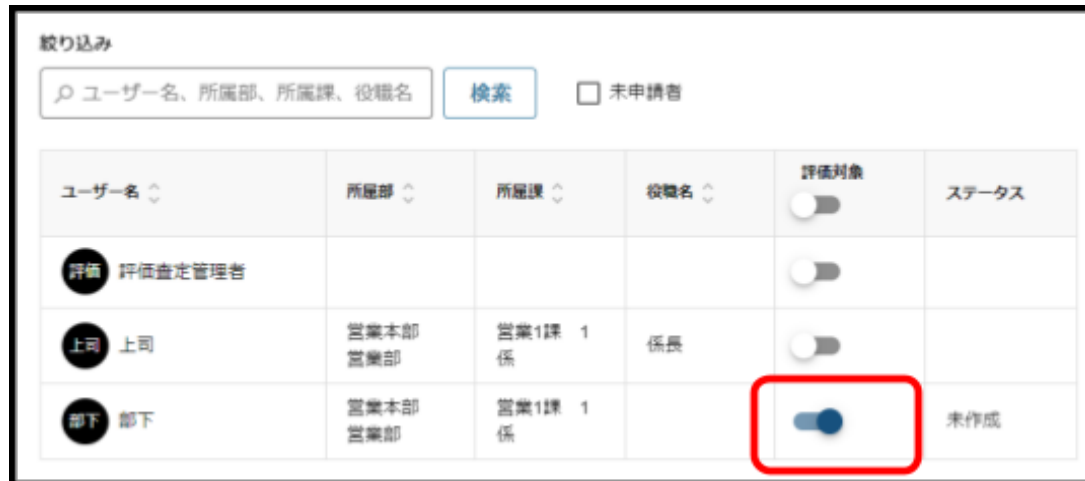 絞り込み
ユーザー名、所属部、所属課、役職名 検索 未申請者
ユーザー名 所属部 所属課 役職名 評価対象 ステータス
評価 評価査定管理者
上司 上司 営業本部 営業1課 1 係長
営業部 係
部下 部下 営業本部 営業1課 1 未作成
営業部 係